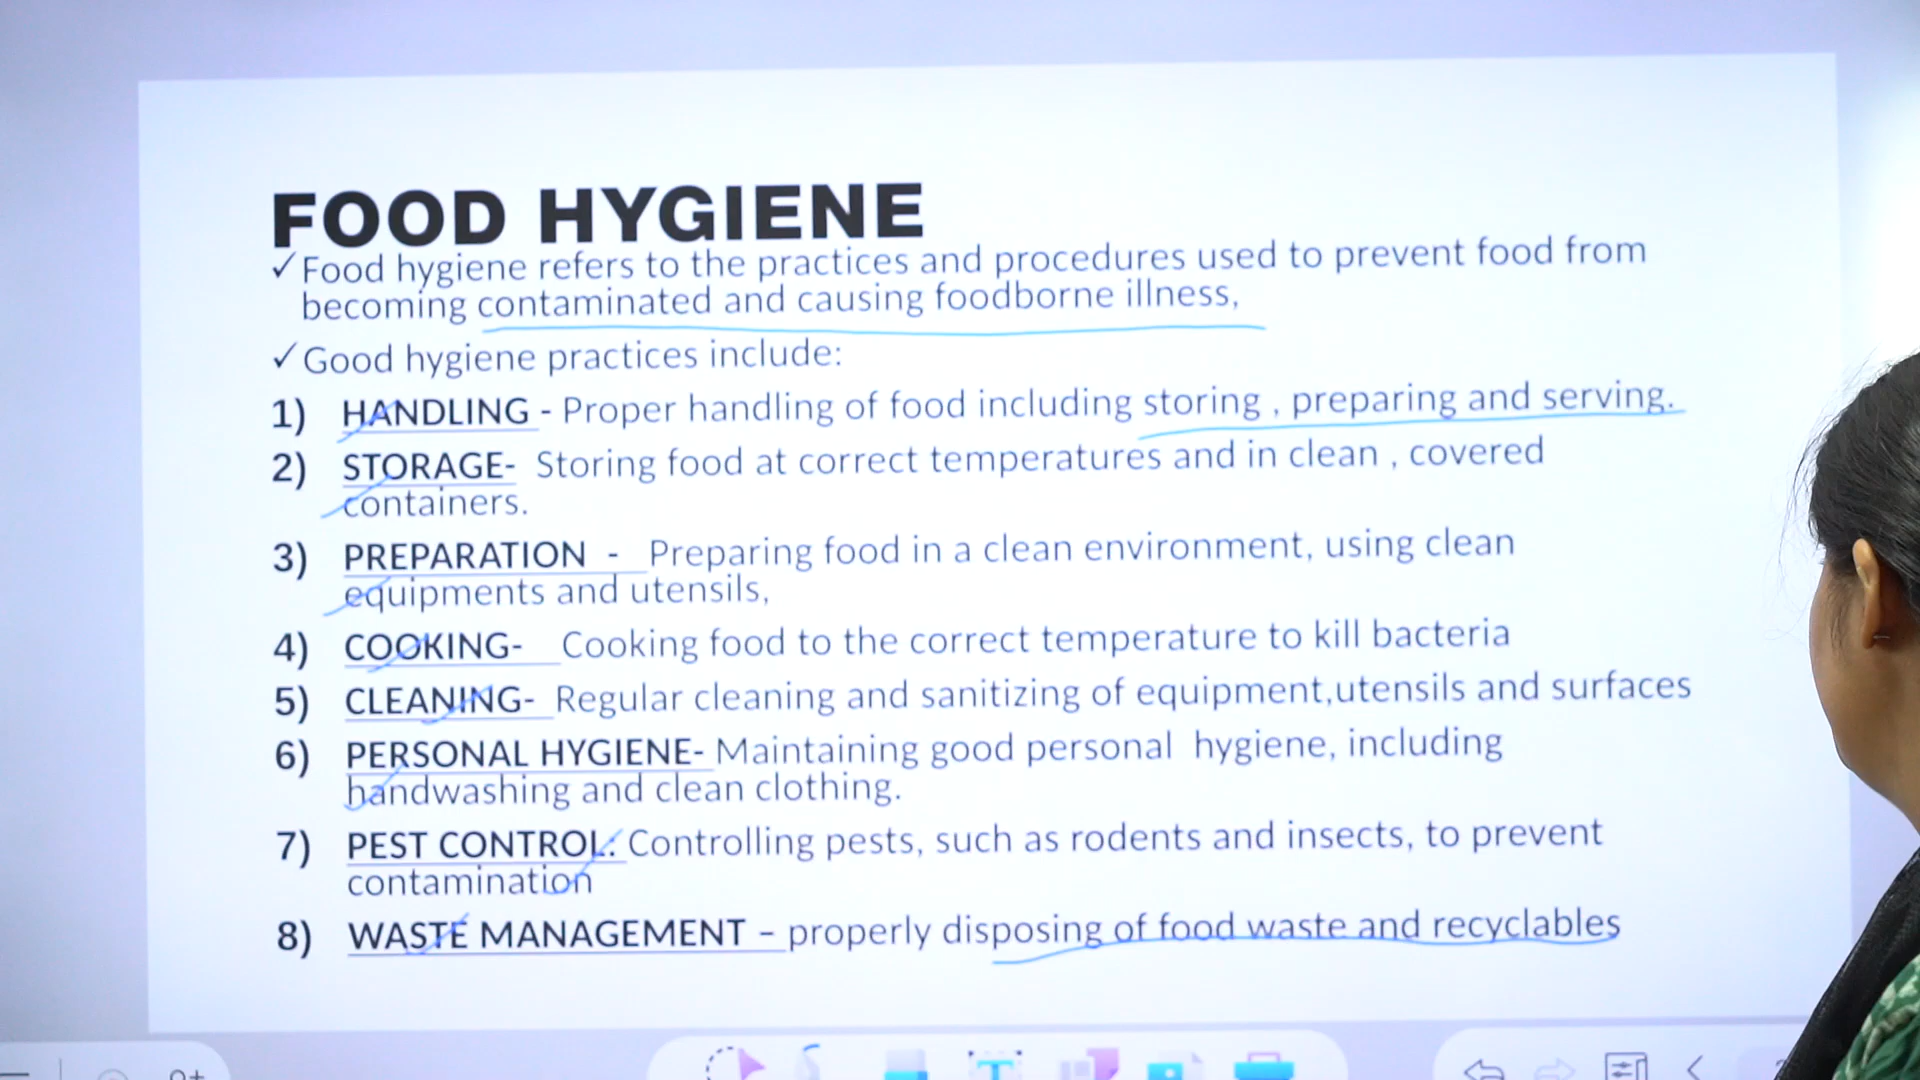 FOOD HYGIENE
✓Food hygiene refers to the practices and procedures used to prevent food from
becoming contaminated and causing foodborne illness,
✓Good hygiene practices include:
1) HANDLING - Proper handling of food including storing , preparing and serving.
2) STORAGE- Storing food at correct temperatures and in clean , covered
containers.
3) PREPARATION - Preparing food in a clean environment, using clean
equipments and utensils,
4) COOKING- Cooking food to the correct temperature to kill bacteria
5) CLEANING- Regular cleaning and sanitizing of equipment,utensils and surfaces
6) PERSONAL HYGIENE- Maintaining good personal hygiene, including
handwashing and clean clothing.
7) PEST CONTROL: Controlling pests, such as rodents and insects, to prevent
contamination
8) WASTE MANAGEMENT – properly disposing of food waste and recyclables